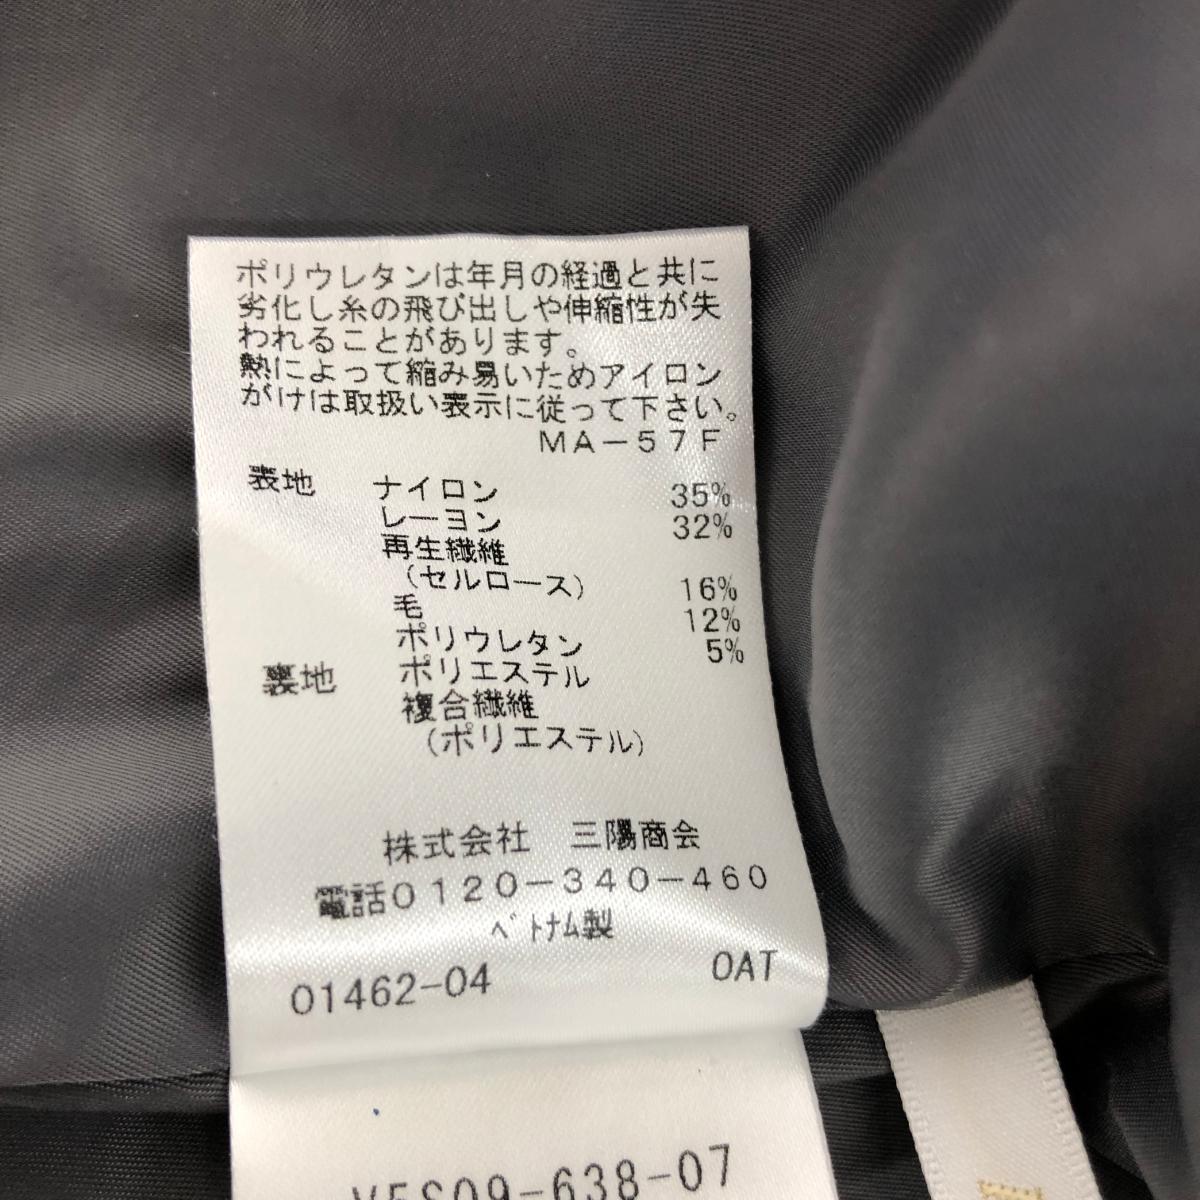 ポリウレタンは年月の経過と共に
劣化し糸の飛び出しや伸縮性が失
われることがあります。
熱によって縮み易いためアイロン
がけは取扱い表示に従って下さい。
MA-57F
表地 ナイロン 35%
レーヨン 32%
再生繊維
(セルロース) 16%
毛 12%
ポリウレタン 5%
裏地 ポリエステル
複合繊維
(ポリエステル)
株式会社 三陽商会
電話0120-340-460
ベトナム製
01462-04 OAT
V5S09-638-07